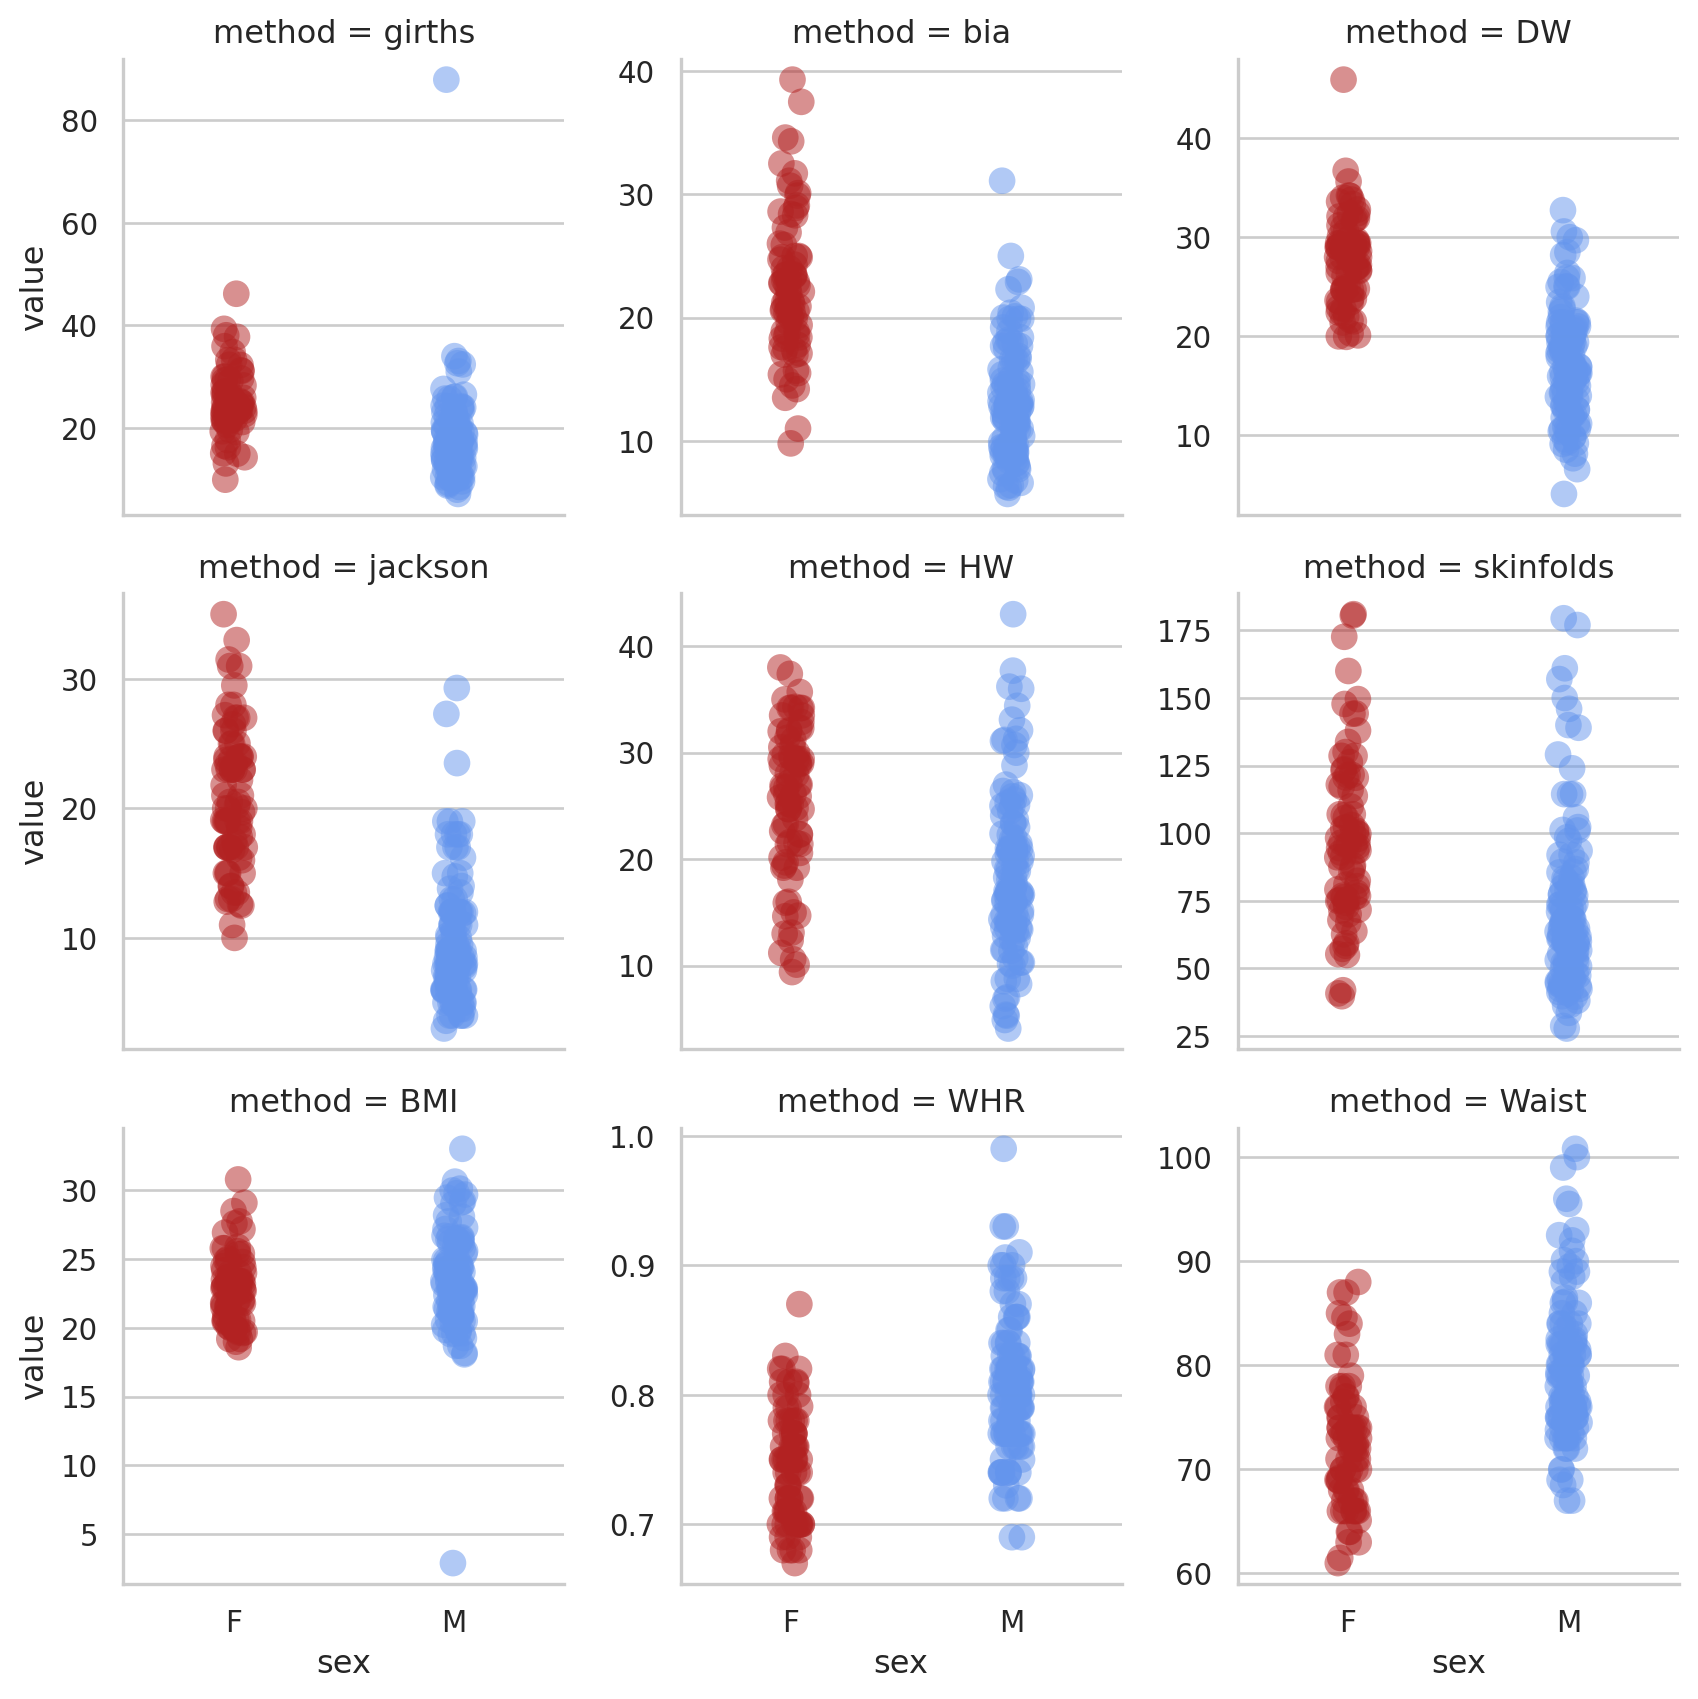 method = girths
method = bia
method = DW
80
60
40
20
value
40
30
20
10
40
30
20
10
method = jackson
method = HW
method = skinfolds
30
20
10
value
40
30
20
10
175
150
125
100
75
50
25
method = BMI
method = WHR
method = Waist
30
25
20
15
10
5
value
1.0
0.9
0.8
0.7
100
90
80
70
60
F M
F M
F M
sex
sex
sex